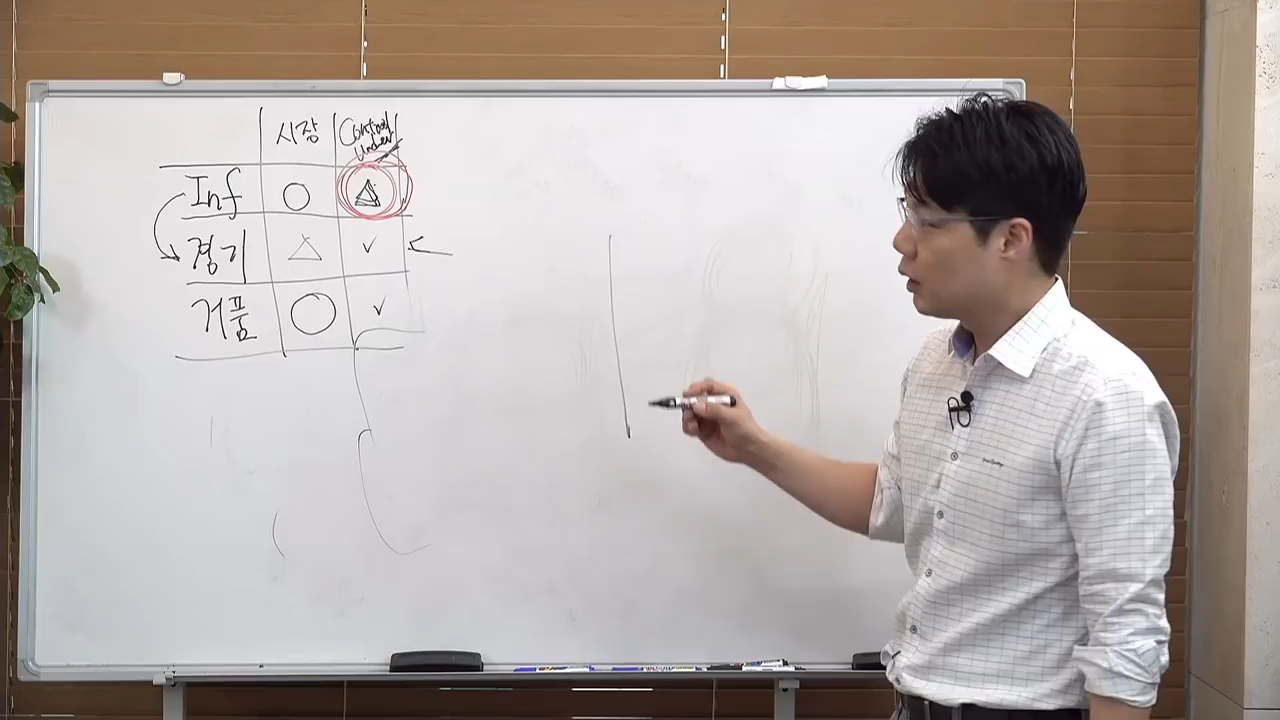 시장 Control
Under
Inf ○ △
경기 △ ✓ ←
거품 ○ ✓